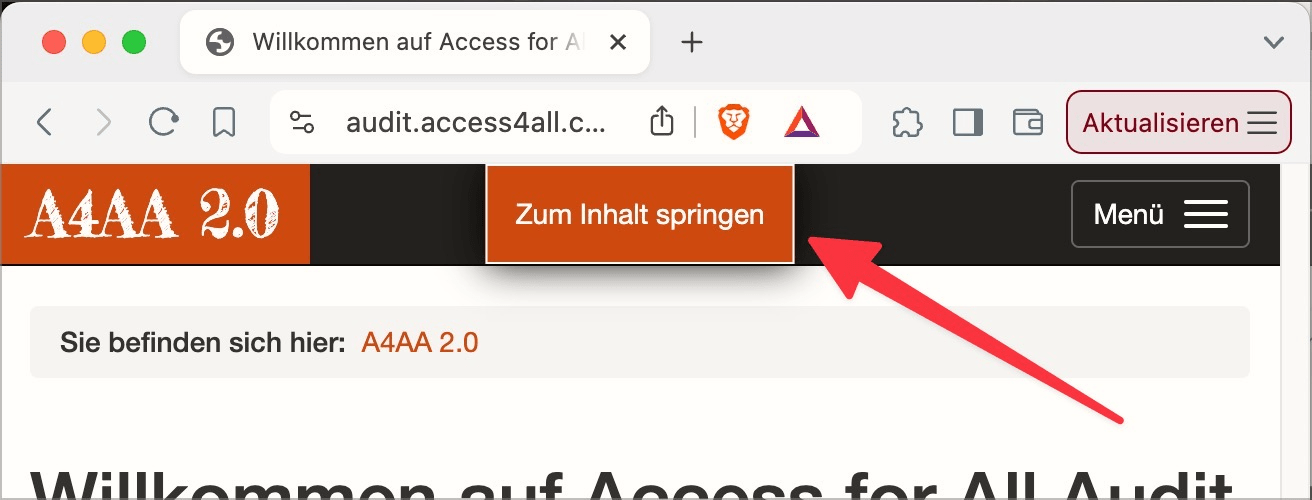 Willkommen auf Access for Al
audit.access4all.c...
Aktualisieren
A4AA 2.0
Zum Inhalt springen
Menü
Sie befinden sich hier: A4AA 2.0
Willkommen auf Access for All Audit